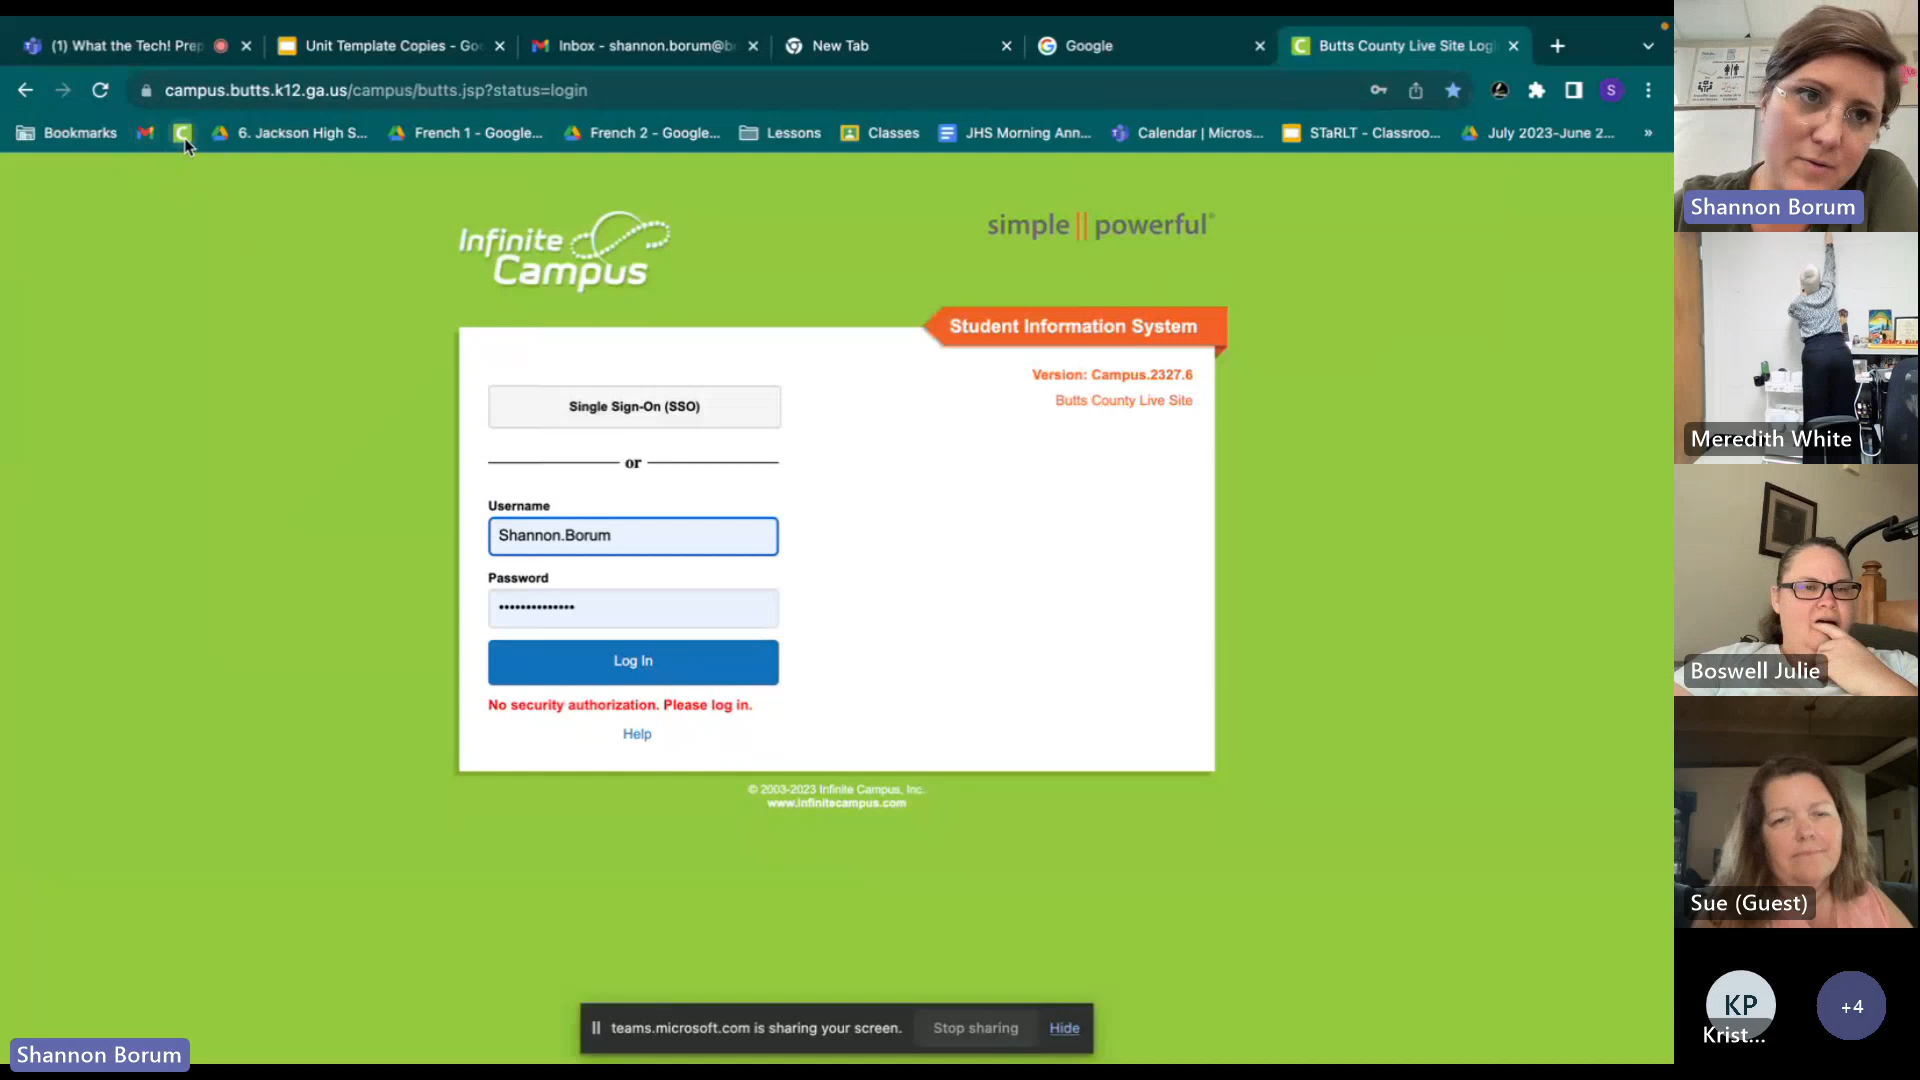 (1) What the Tech! Prep
Unit Template Copies - Goo
Inbox - shannon.borum@b
New Tab
Google
Butts County Live Site Logi
campus.butts.k12.ga.us/campus/butts.jsp?status=login
S
Bookmarks
6. Jackson High S...
French 1 - Google...
French 2 - Google...
Lessons
Classes
JHS Morning Ann...
Calendar | Micros...
STaRLT - Classroo...
July 2023-June 2...
»
Infinite
Campus
simple || powerful
Student Information System
Version: Campus.2327.6
Butts County Live Site
Single Sign-On (SSO)
or
Username
Shannon.Borum
Password
Log In
No security authorization. Please log in.
Help
© 2003-2023 Infinite Campus, Inc.
www.infinitecampus.com
teams.microsoft.com is sharing your screen.
Stop sharing
Hide
Shannon Borum
Shannon Borum
Meredith White
Boswell Julie
Sue (Guest)
KP
Krist...
+4